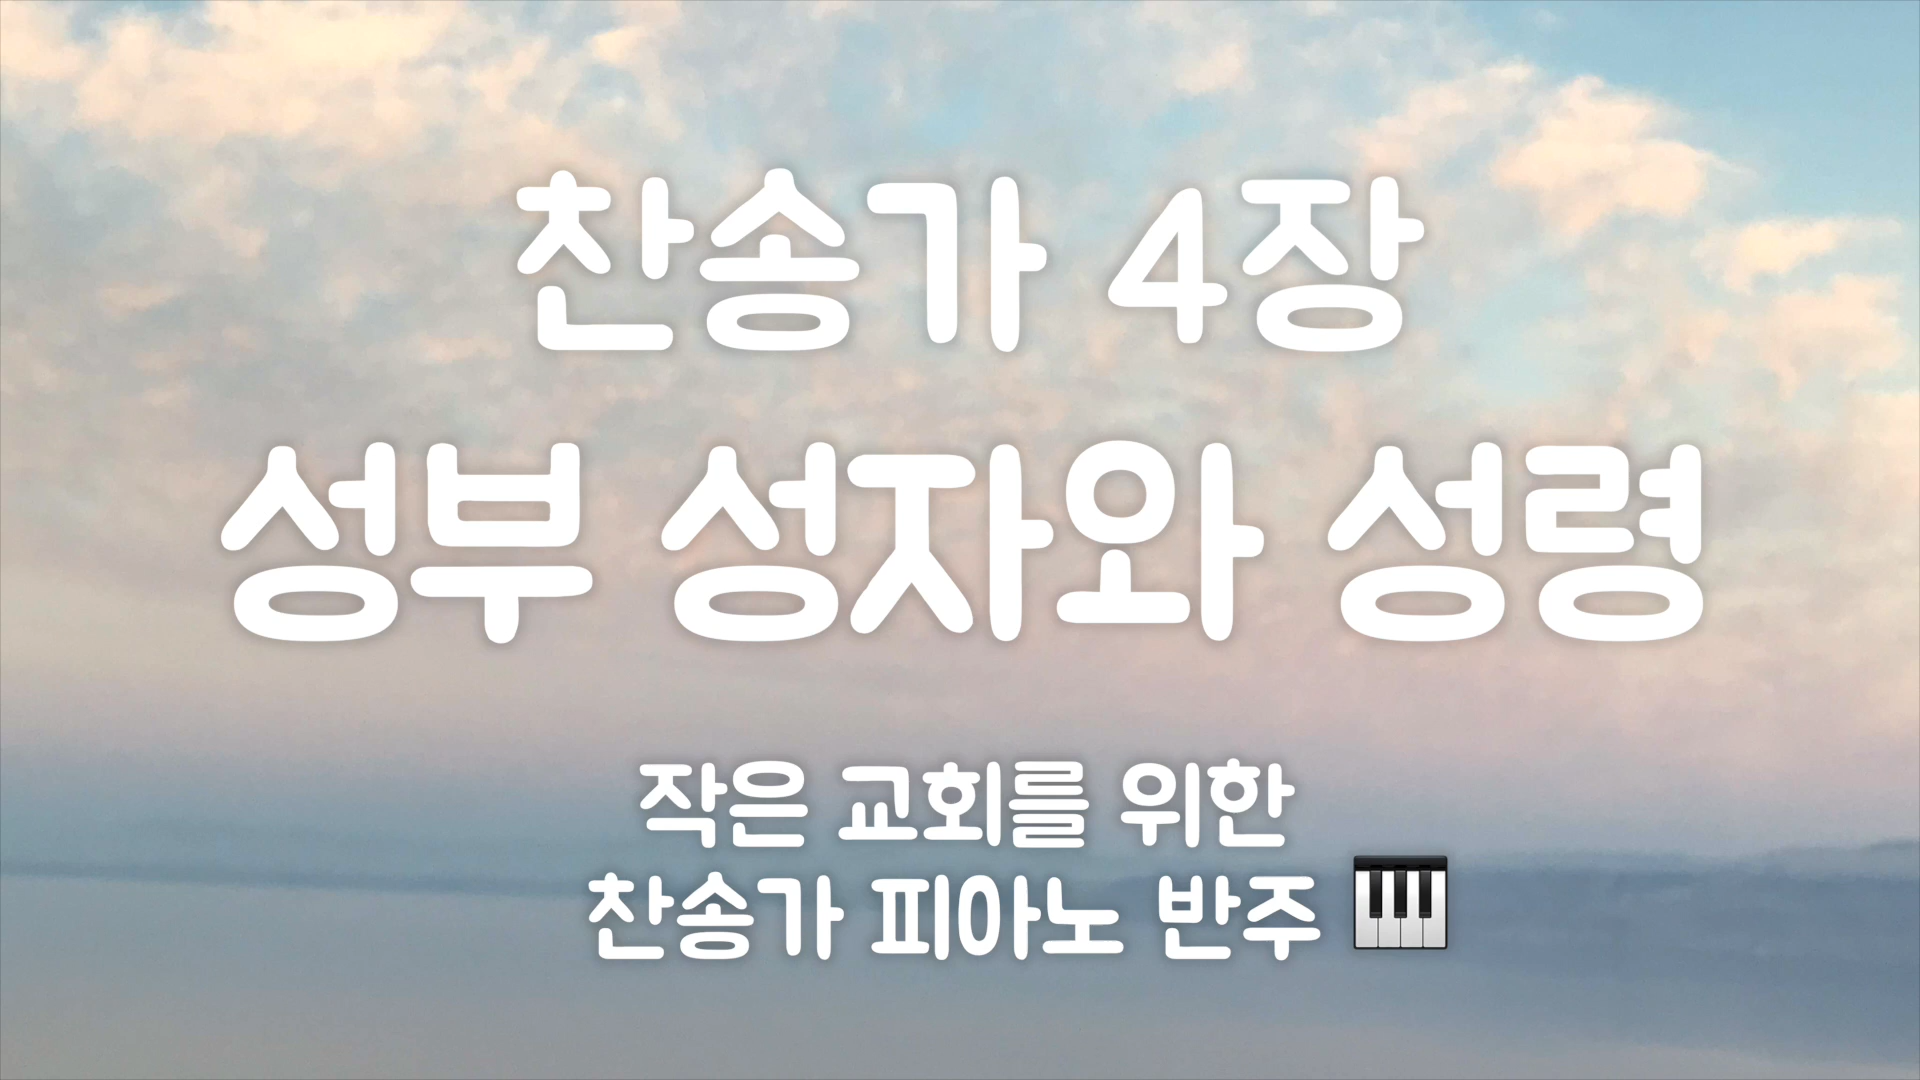 찬송가 4장
성부 성자와 성령
작은 교회를 위한
찬송가 피아노 반주 🎹